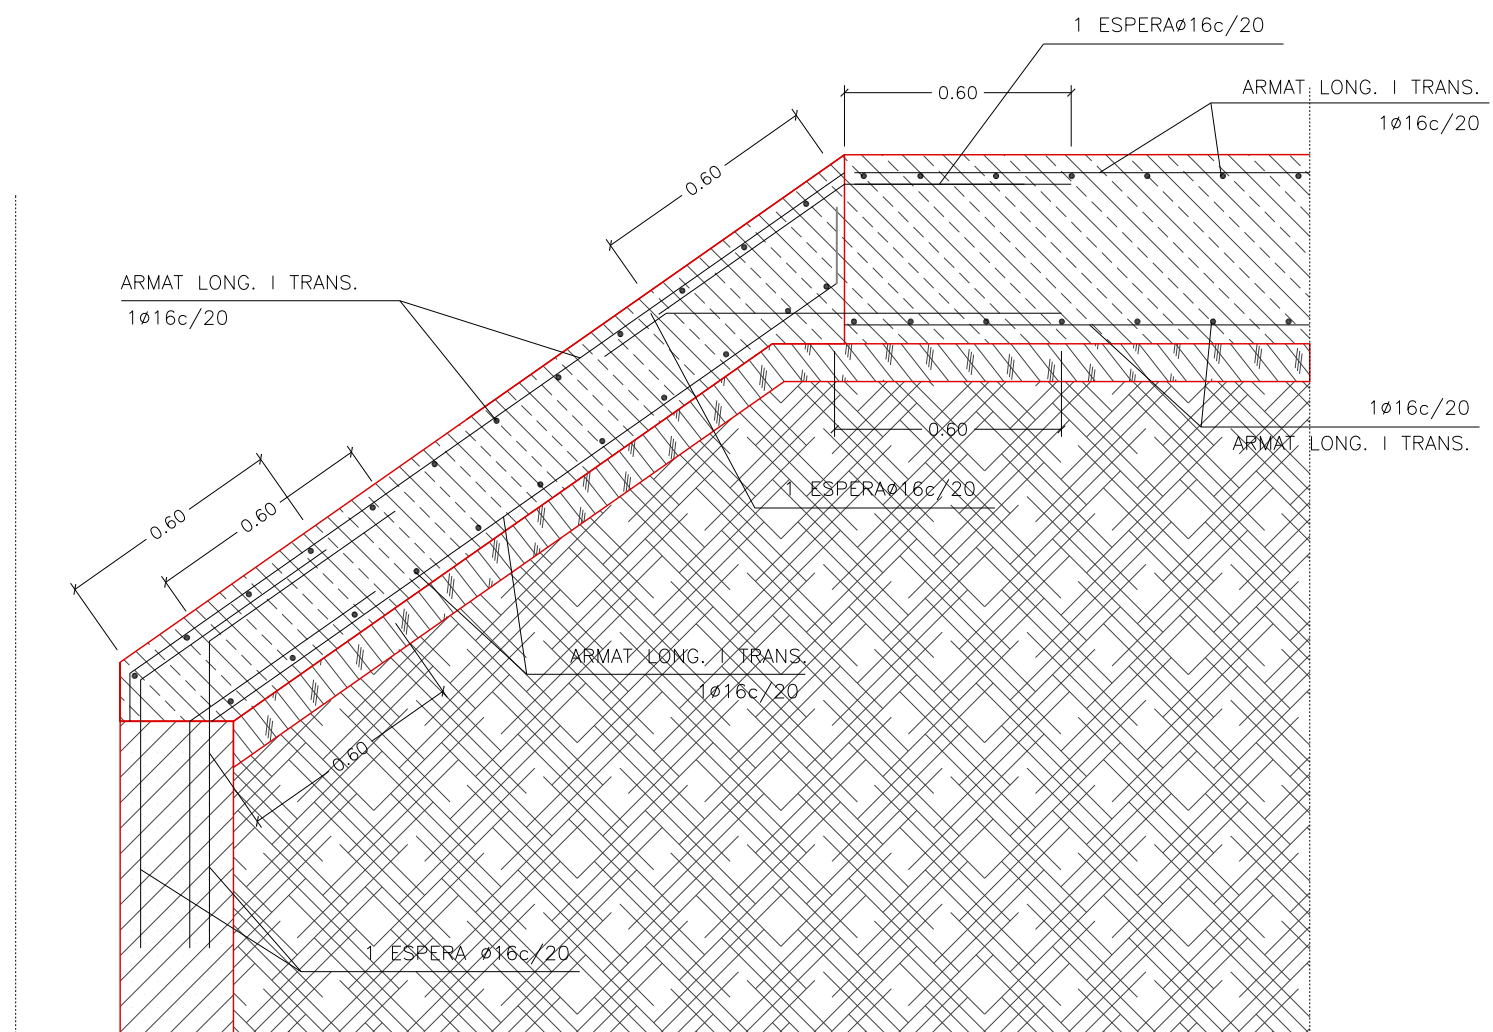 1 ESPERAø16c/20
ARMAT LONG. I TRANS.
1ø16c/20
0.60
0.60
ARMAT LONG. I TRANS.
1ø16c/20
1ø16c/20
ARMAT LONG. I TRANS.
0.60
1 ESPERAø16c/20
0.60
0.60
ARMAT LONG. I TRANS.
1ø16c/20
0.60
1 ESPERA ø16c/20